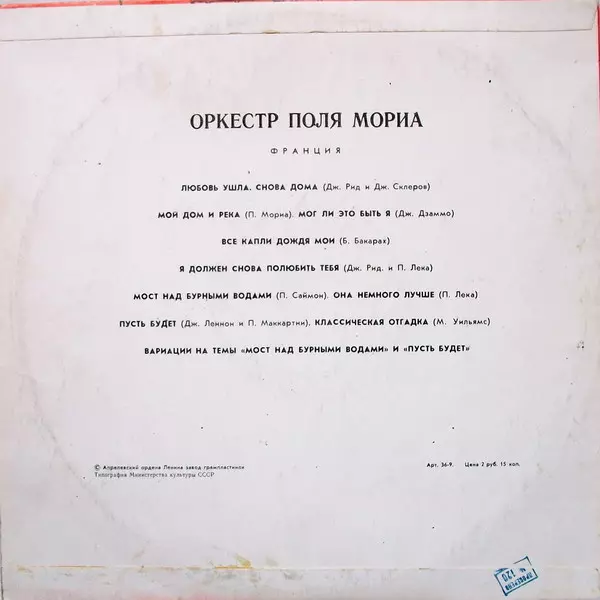 ОРКЕСТР ПОЛЯ МОРИА
ФРАНЦИЯ
ЛЮБОВЬ УШЛА. СНОВА ДОМА (Дж. Рид и Дж. Склеров)
МОЙ ДОМ И РЕКА (П. Мориа). МОГ ЛИ ЭТО БЫТЬ Я (Дж. Дзаммо)
ВСЕ КАПЛИ ДОЖДЯ МОИ (Б. Бакарах)
Я ДОЛЖЕН СНОВА ПОЛЮБИТЬ ТЕБЯ (Дж. Рид. и П. Лека)
МОСТ НАД БУРНЫМИ ВОДАМИ (П. Саймон). ОНА НЕМНОГО ЛУЧШЕ (П. Лека)
ПУСТЬ БУДЕТ (Дж. Леннон и П. Маккартни). КЛАССИЧЕСКАЯ ОТГАДКА (М. Уильямс)
ВАРИАЦИИ НА ТЕМЫ «МОСТ НАД БУРНЫМИ ВОДАМИ» И «ПУСТЬ БУДЕТ»
© Апрелевский ордена Ленина завод грампластинок
Типография Министерства культуры СССР
Арт. 36-9. Цена 2 руб. 15 коп.
ПРОВЕРЕНО
120